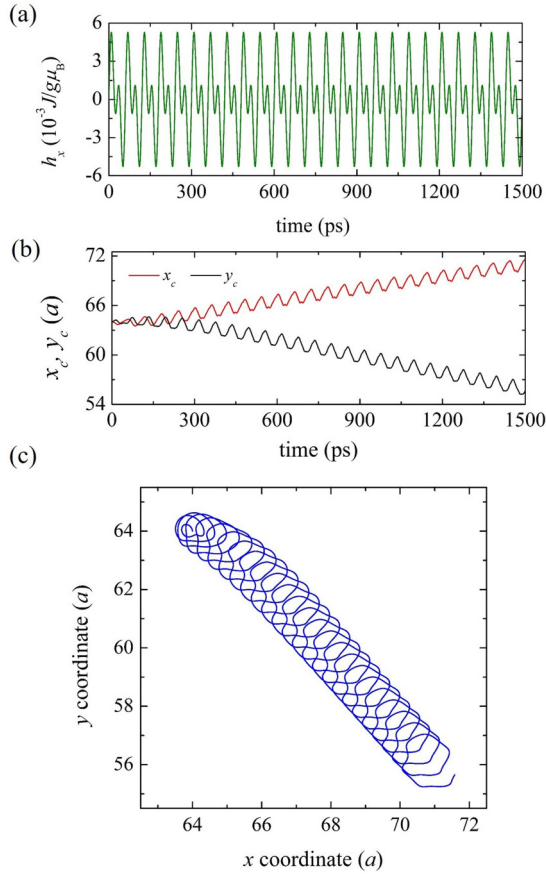 (a)
6
3
0
-3
-6
hₓ (10⁻³J/gμ_B)
0 300 600 900 1200 1500
time (ps)
(b)
72
66
60
54
x_c, y_c (a)
x_c y_c
0 300 600 900 1200 1500
time (ps)
(c)
64
62
60
58
56
y coordinate (a)
64 66 68 70 72
x coordinate (a)